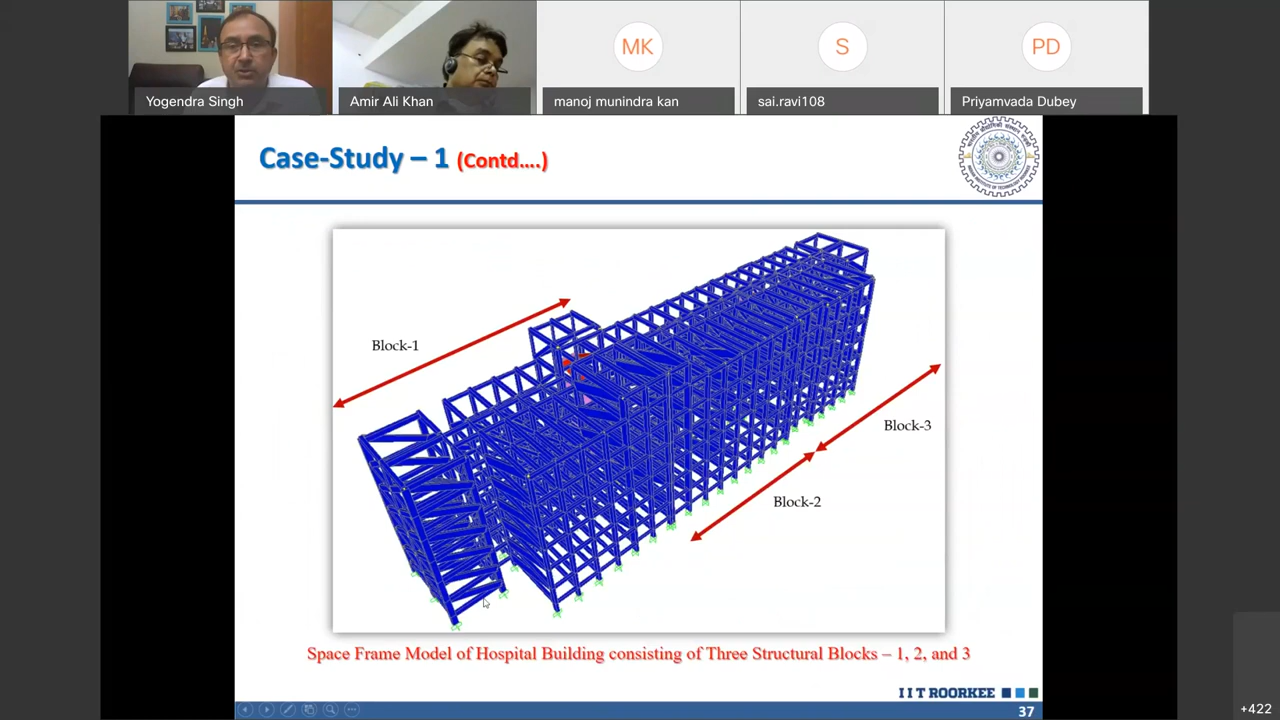 MK
S
PD
Yogendra Singh
Amir Ali Khan
manoj munindra kan
sai.ravi108
Priyamvada Dubey
Case-Study – 1 (Contd….)
Block-1
Block-3
Block-2
Space Frame Model of Hospital Building consisting of Three Structural Blocks – 1, 2, and 3
I I T ROORKEE
37
+422